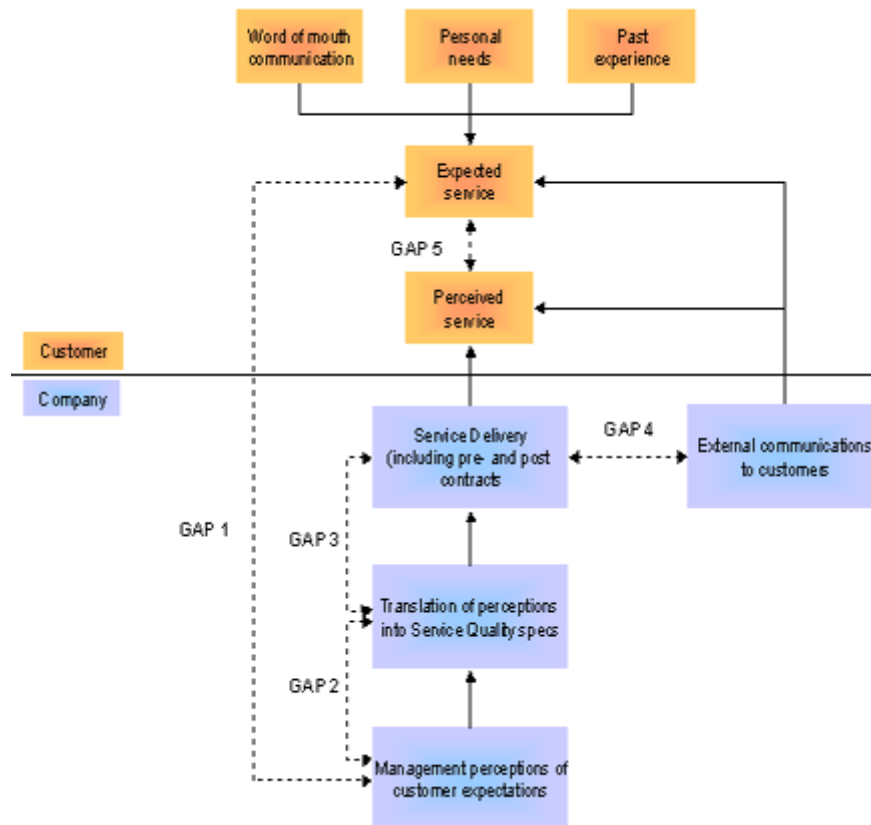 Word of mouth
communication
Personal
needs
Past
experience
Expected
service
GAP 5
Perceived
service
Customer
Company
Service Delivery
(including pre- and post
contracts
GAP 4
External communications
to customers
GAP 1
GAP 3
Translation of perceptions
into Service Quality specs
GAP 2
Management perceptions of
customer expectations